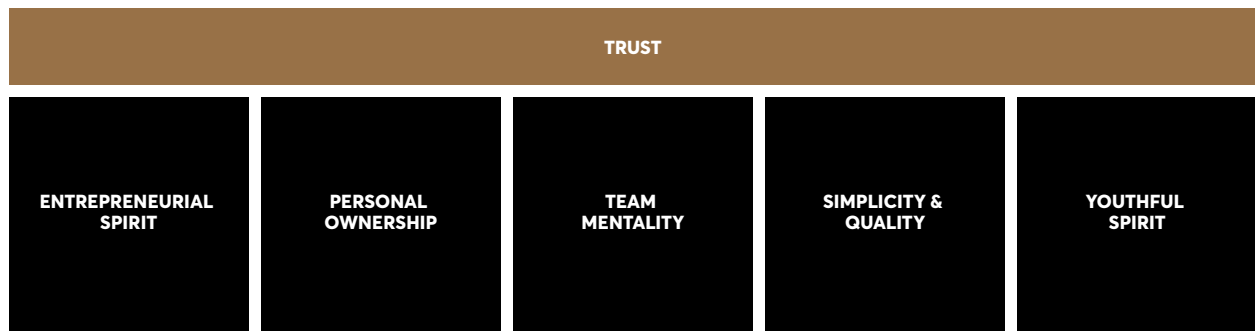 TRUST
ENTREPRENEURIAL
SPIRIT
PERSONAL
OWNERSHIP
TEAM
MENTALITY
SIMPLICITY &
QUALITY
YOUTHFUL
SPIRIT